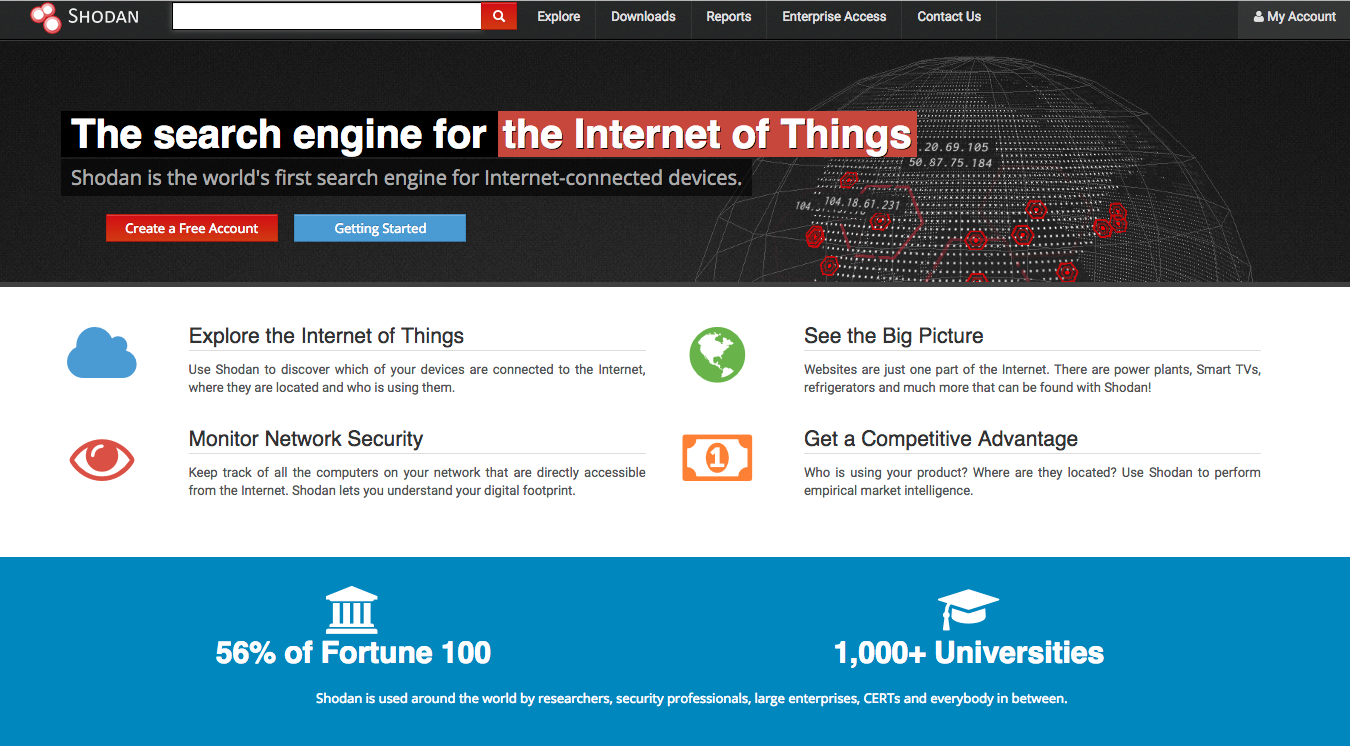 SHODAN
Explore
Downloads
Reports
Enterprise Access
Contact Us
My Account
The search engine for the Internet of Things
Shodan is the world's first search engine for Internet-connected devices.
Create a Free Account
Getting Started
.20.69.105
50.87.75.184
104.
104.18.61.231
Explore the Internet of Things
Use Shodan to discover which of your devices are connected to the Internet,
where they are located and who is using them.
See the Big Picture
Websites are just one part of the Internet. There are power plants, Smart TVs,
refrigerators and much more that can be found with Shodan!
Monitor Network Security
Keep track of all the computers on your network that are directly accessible
from the Internet. Shodan lets you understand your digital footprint.
1
Get a Competitive Advantage
Who is using your product? Where are they located? Use Shodan to perform
empirical market intelligence.
56% of Fortune 100
1,000+ Universities
Shodan is used around the world by researchers, security professionals, large enterprises, CERTs and everybody in between.